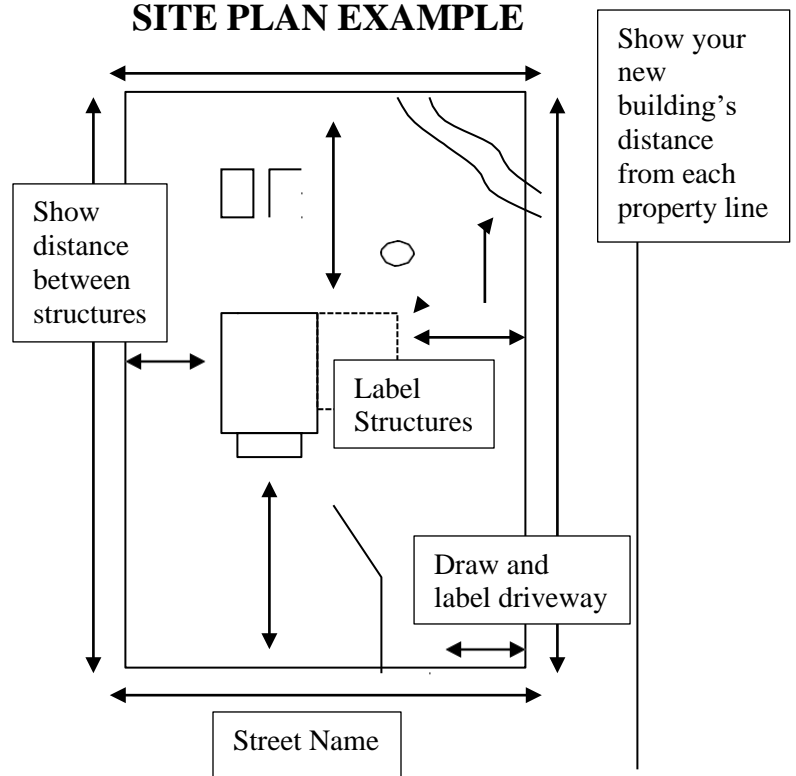 SITE PLAN EXAMPLE
Show your
new
building’s
distance
from each
property line
Show
distance
between
structures
Label
Structures
Draw and
label driveway
Street Name